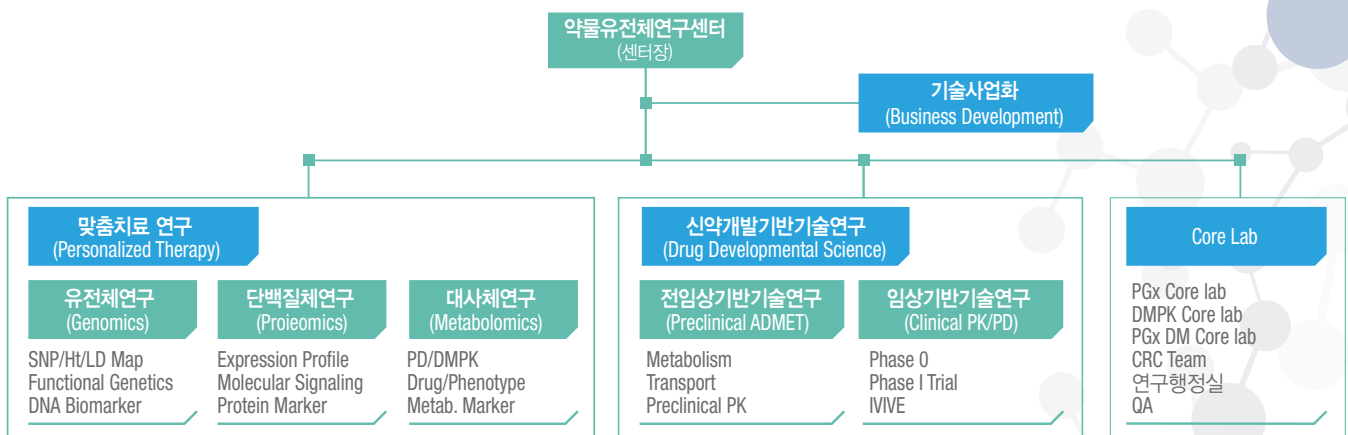 약물유전체연구센터
(센터장)
기술사업화
(Business Development)
맞춤치료 연구
(Personalized Therapy)
유전체연구
(Genomics)
SNP/Ht/LD Map
Functional Genetics
DNA Biomarker
단백질체연구
(Proieomics)
Expression Profile
Molecular Signaling
Protein Marker
대사체연구
(Metabolomics)
PD/DMPK
Drug/Phenotype
Metab. Marker
신약개발기반기술연구
(Drug Developmental Science)
전임상기반기술연구
(Preclinical ADMET)
Metabolism
Transport
Preclinical PK
임상기반기술연구
(Clinical PK/PD)
Phase 0
Phase I Trial
IVIVE
Core Lab
PGx Core lab
DMPK Core lab
PGx DM Core lab
CRC Team
연구행정실
QA